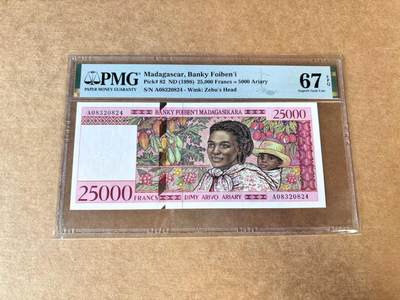 PMG
PAPER MONEY GUARANTY
Madagascar, Banky Foiben'i
Pick# 82 ND (1998) 25,000 Francs = 5000 Ariary
S/N A08320824 - Wmk: Zebu's Head
67 EPQ
Superb Gem Unc
A08320824
BANKY FOIBEN'I MADAGASIKARA
25000
25000
FRANCS
DIMY ARIVO ARIARY
A08320824